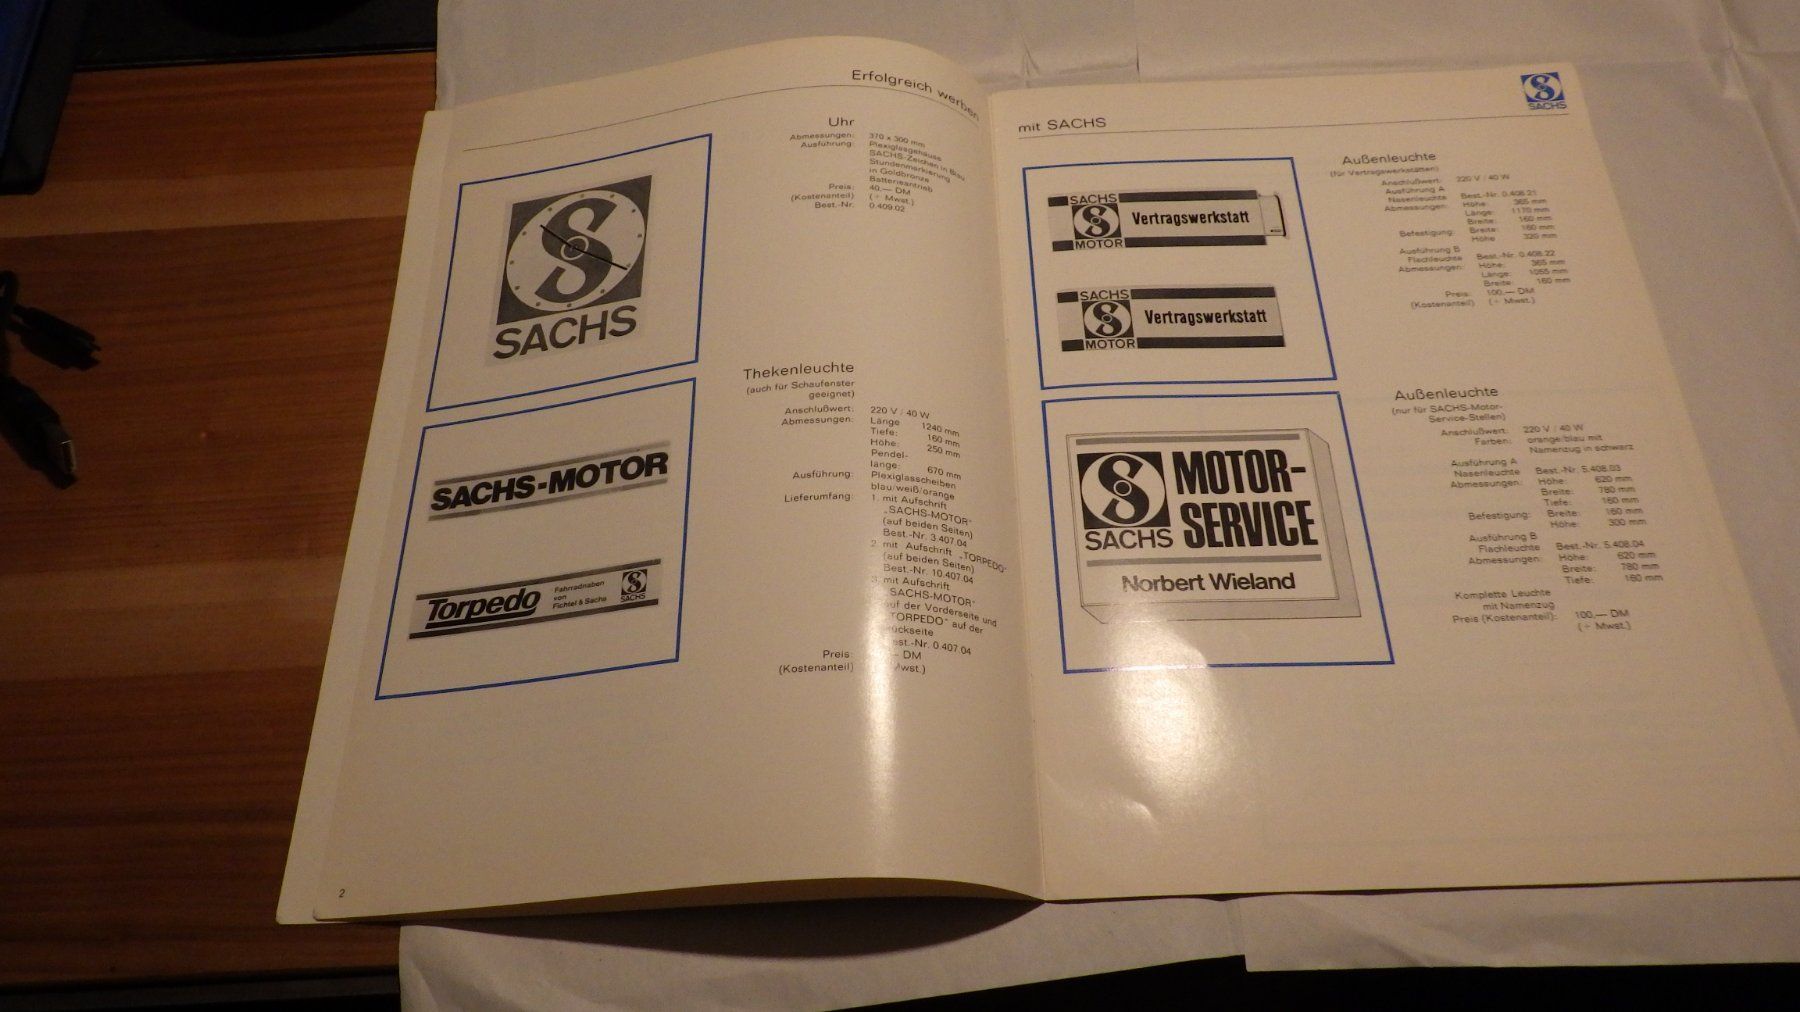 Erfolgreich werben
Uhr
Abmessungen: 370 x 300 mm
Ausführung: Plexiglasgehäuse
SACHS-Zeichen in Blau
Stundenmarkierung
in Goldbronze
Batterieantrieb
Preis: 40,— DM
(Kostenanteil) (+ Mwst.)
Best.-Nr. 0.409.02
SACHS
Thekenleuchte
(auch für Schaufenster
geeignet)
Anschlußwert: 220 V / 40 W
Abmessungen: Länge 1240 mm
Tiefe: 160 mm
Höhe: 250 mm
Pendel-
länge: 670 mm
Ausführung: Plexiglasscheiben
blau/weiß/orange
Lieferumfang: 1. mit Aufschrift
„SACHS-MOTOR"
(auf beiden Seiten)
Best.-Nr. 3.407.04
2. mit Aufschrift „TORPEDO"
(auf beiden Seiten)
Best.-Nr. 10.407.04
3. mit Aufschrift
SACHS-MOTOR"
auf der Vorderseite und
TORPEDO" auf der
Best.-Nr. 0.407.04
Preis: — DM
(Kostenanteil) Mwst.)
SACHS-MOTOR
Torpedo
Fahrradnaben
von
Fichtel & Sachs
SACHS
2
mit SACHS
SACHS
SACHS
MOTOR
Vertragswerkstatt
SACHS
MOTOR
Vertragswerkstatt
Außenleuchte
(für Vertragswerkstätten)
Anschlußwert: 220 V / 40 W
Ausführung A
Nasenleuchte Best.-Nr. 0.408.21
Abmessungen: Höhe: 365 mm
Länge: 1170 mm
Breite: 160 mm
Befestigung: Breite: 160 mm
Höhe 320 mm
Ausführung B
Flachleuchte Best.-Nr. 0.408.22
Abmessungen: Höhe: 365 mm
Länge: 1055 mm
Breite: 160 mm
Preis: 100,— DM
(Kostenanteil) (+ Mwst.)
SACHS
MOTOR-
SERVICE
Norbert Wieland
Außenleuchte
(nur für SACHS-Motor-
Service-Stellen)
Anschlußwert: 220 V / 40 W
Farben: orange/blau mit
Namenzug in schwarz
Ausführung A
Nasenleuchte Best.-Nr. 5.408.03
Abmessungen: Höhe: 620 mm
Breite: 780 mm
Tiefe: 160 mm
Befestigung: Breite: 160 mm
Höhe: 300 mm
Ausführung B
Flachleuchte Best.-Nr. 5.408.04
Abmessungen: Höhe: 620 mm
Breite: 780 mm
Tiefe: 160 mm
Komplette Leuchte
mit Namenzug
Preis (Kostenanteil): 100,— DM
(+ Mwst.)